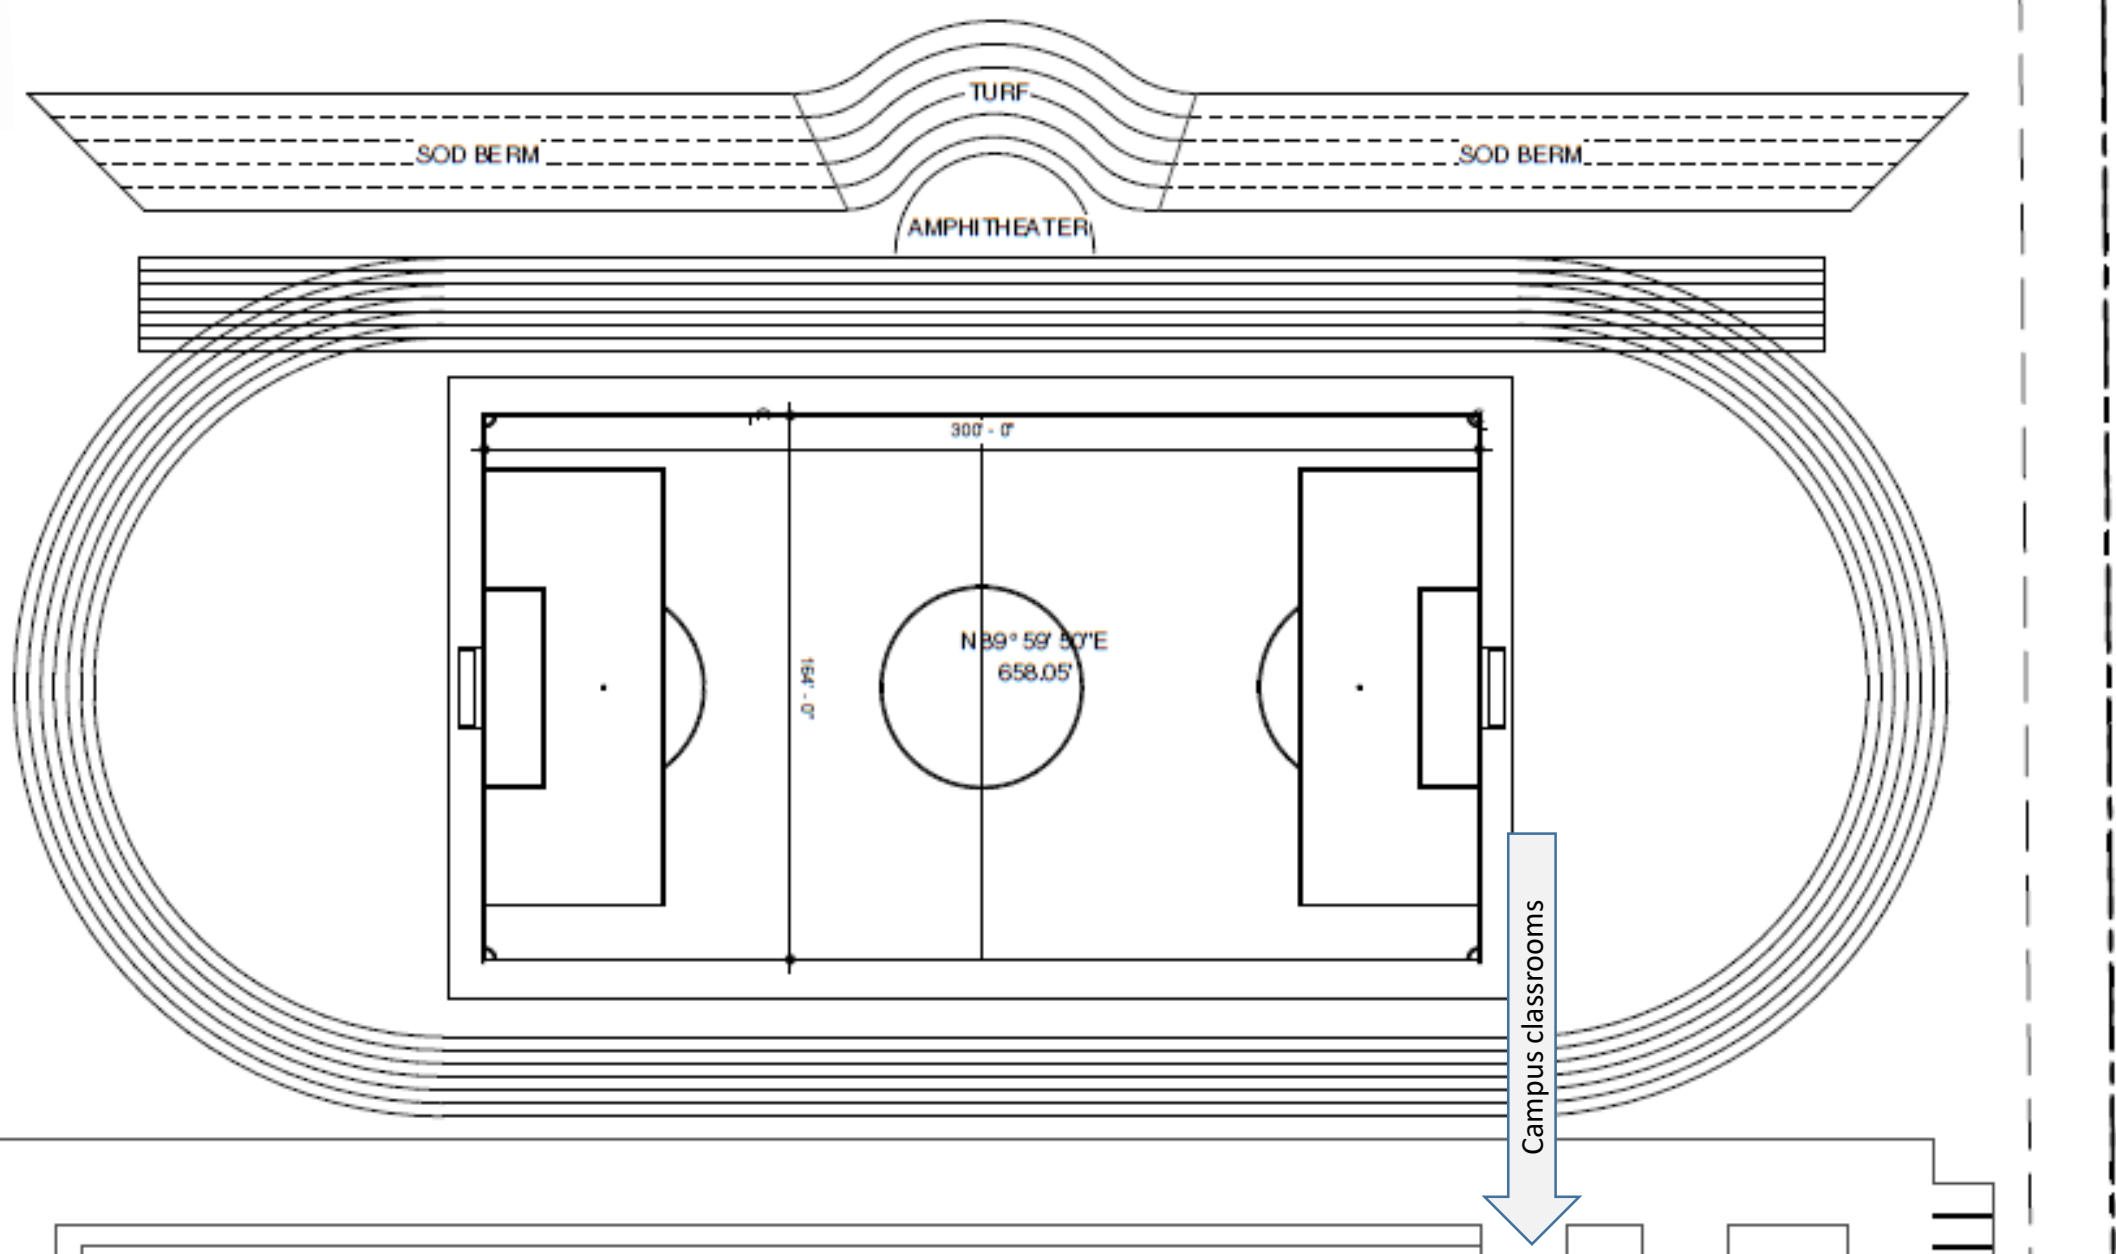 TURF
SOD BERM
SOD BERM
AMPHITHEATER
300' - 0"
N 89° 59' 50"E
658.05'
164' - 0"
Campus classrooms